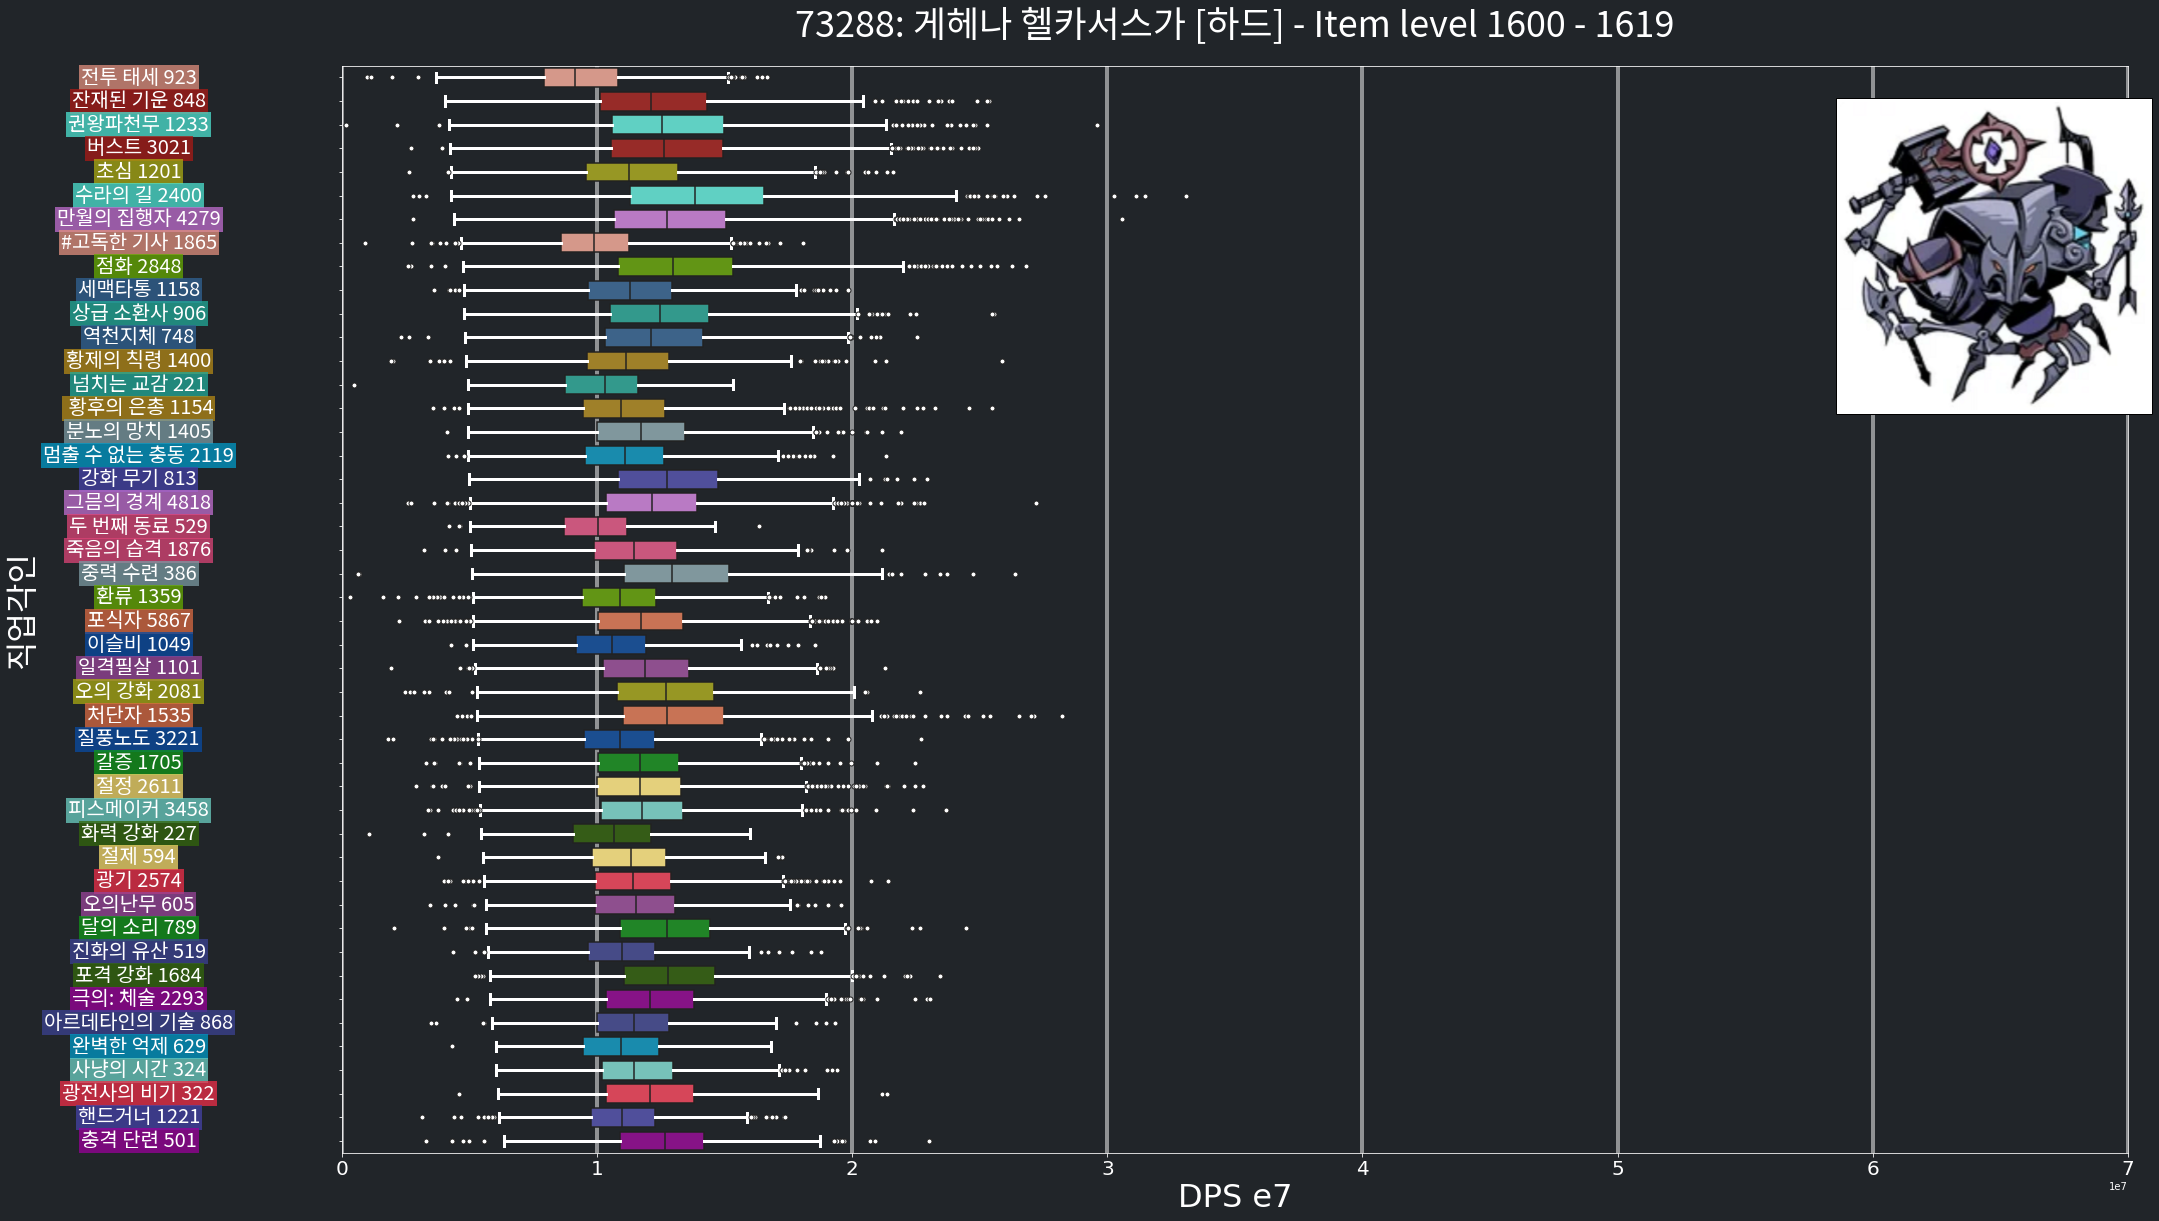 73288: 게헤나 헬카서스가 [하드] - Item level 1600 - 1619
전투 태세 923
잔재된 기운 848
권왕파천무 1233
버스트 3021
초심 1201
수라의 길 2400
만월의 집행자 4279
#고독한 기사 1865
점화 2848
세맥타통 1158
상급 소환사 906
역천지체 748
황제의 칙령 1400
넘치는 교감 221
황후의 은총 1154
분노의 망치 1405
멈출 수 없는 충동 2119
강화 무기 813
그믐의 경계 4818
두 번째 동료 529
죽음의 습격 1876
중력 수련 386
환류 1359
포식자 5867
이슬비 1049
일격필살 1101
오의 강화 2081
처단자 1535
질풍노도 3221
갈증 1705
절정 2611
피스메이커 3458
화력 강화 227
절제 594
광기 2574
오의난무 605
달의 소리 789
진화의 유산 519
포격 강화 1684
극의: 체술 2293
아르데타인의 기술 868
완벽한 억제 629
사냥의 시간 324
광전사의 비기 322
핸드거너 1221
충격 단련 501
직업각인
0 1 2 3 4 5 6 7
DPS e7
1e7